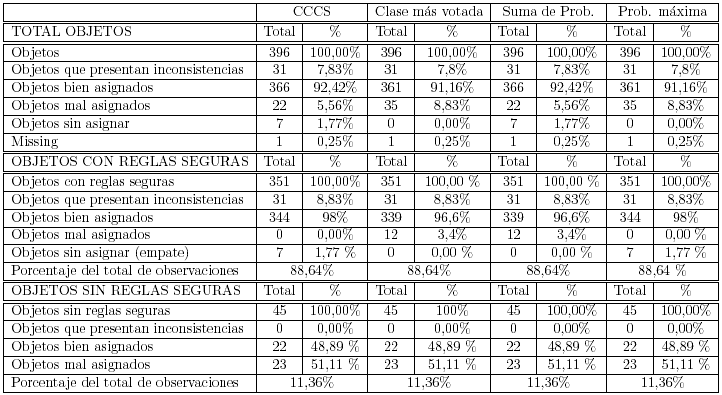 CCCS Clase más votada Suma de Prob. Prob. máxima
TOTAL OBJETOS Total % Total % Total % Total %
Objetos 396 100,00% 396 100,00% 396 100,00% 396 100,00%
Objetos que presentan inconsistencias 31 7,83% 31 7,8% 31 7,83% 31 7,8%
Objetos bien asignados 366 92,42% 361 91,16% 366 92,42% 361 91,16%
Objetos mal asignados 22 5,56% 35 8,83% 22 5,56% 35 8,83%
Objetos sin asignar 7 1,77% 0 0,00% 7 1,77% 0 0,00%
Missing 1 0,25% 1 0,25% 1 0,25% 1 0,25%
OBJETOS CON REGLAS SEGURAS Total % Total % Total % Total %
Objetos con reglas seguras 351 100,00% 351 100,00 % 351 100,00 % 351 100,00%
Objetos que presentan inconsistencias 31 8,83% 31 8,83% 31 8,83% 31 8,83%
Objetos bien asignados 344 98% 339 96,6% 339 96,6% 344 98%
Objetos mal asignados 0 0,00% 12 3,4% 12 3,4% 0 0,00 %
Objetos sin asignar (empate) 7 1,77 % 0 0,00 % 0 0,00 % 7 1,77 %
Porcentaje del total de observaciones 88,64% 88,64% 88,64% 88,64 %
OBJETOS SIN REGLAS SEGURAS Total % Total % Total % Total %
Objetos sin reglas seguras 45 100,00% 45 100% 45 100,00% 45 100,00%
Objetos que presentan inconsistencias 0 0,00% 0 0,00% 0 0,00% 0 0,00%
Objetos bien asignados 22 48,89 % 22 48,89 % 22 48,89 % 22 48,89 %
Objetos mal asignados 23 51,11 % 23 51,11 % 23 51,11 % 23 51,11 %
Porcentaje del total de observaciones 11,36% 11,36% 11,36% 11,36%